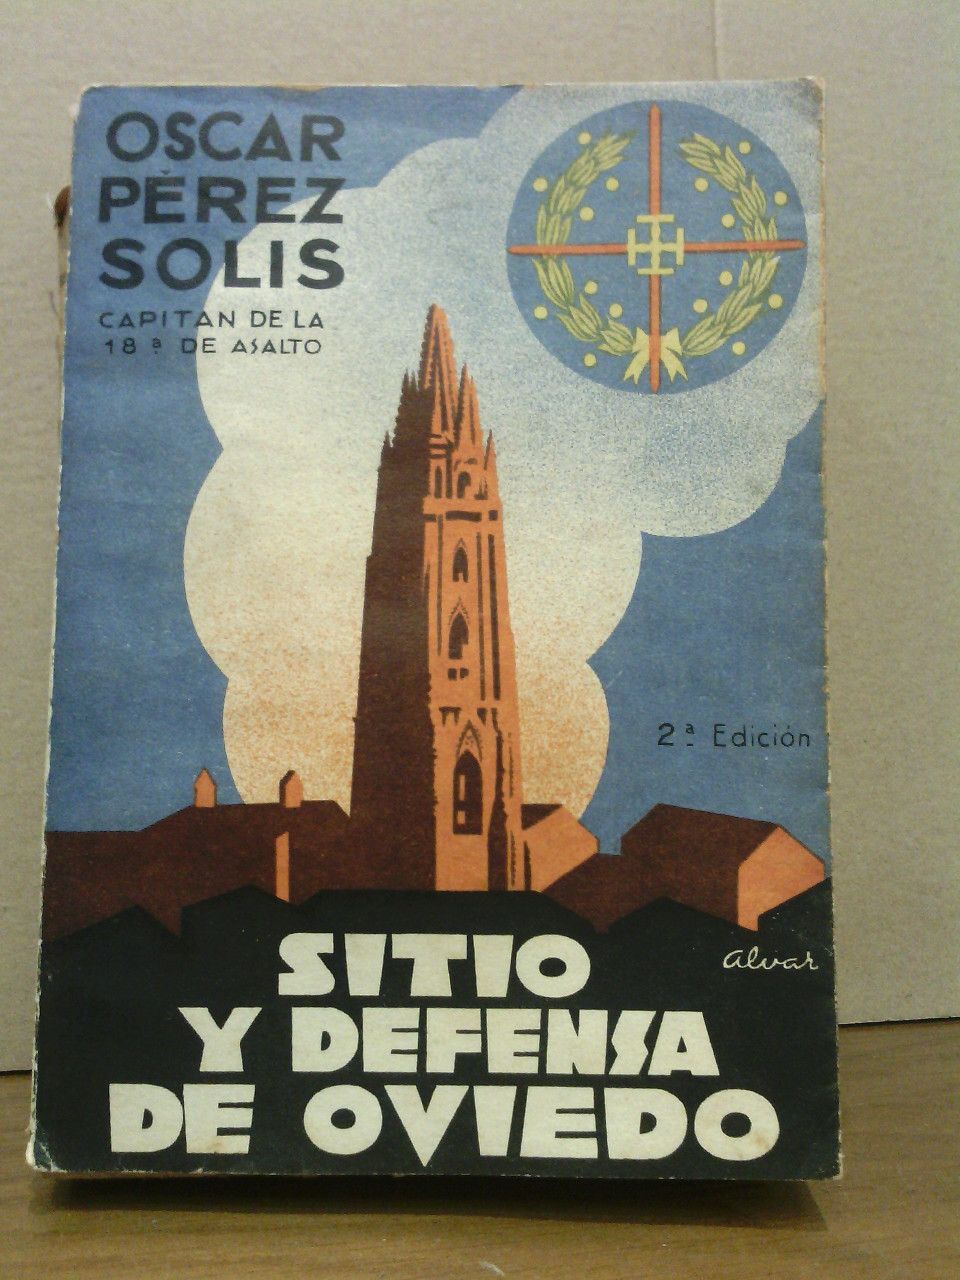 OSCAR
PÉREZ
SOLIS
CAPITAN DE LA
18ª DE ASALTO
2ª Edición
alvar
SITIO
Y DEFENSA
DE OVIEDO